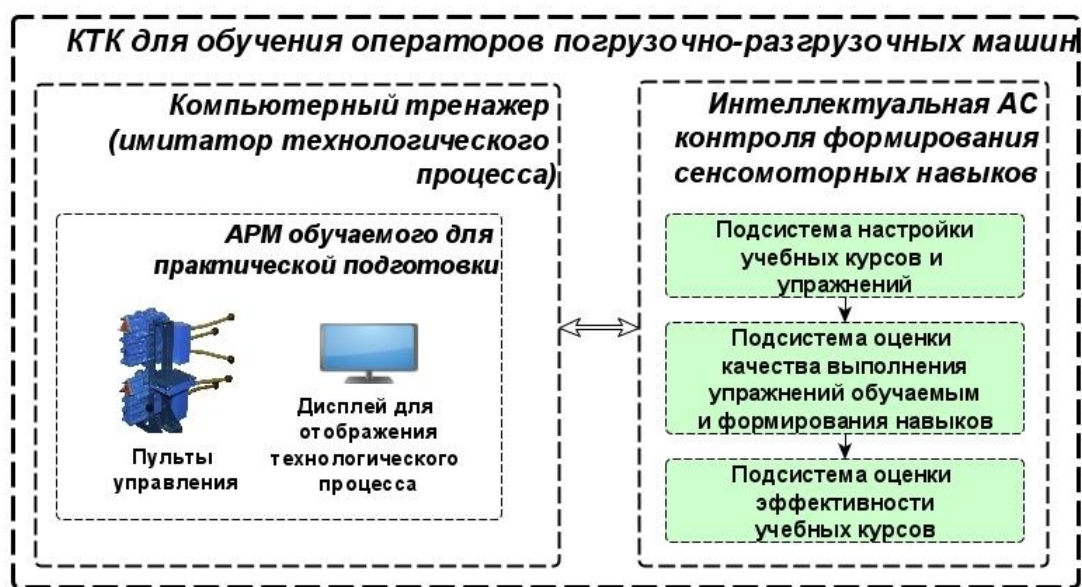 КТК для обучения операторов погрузочно-разгрузочных машин
Компьютерный тренажер
(имитатор технологического
процесса)
АРМ обучаемого для
практической подготовки
Пульты
управления
Дисплей для
отображения
технологического
процесса
Интеллектуальная АС
контроля формирования
сенсомоторных навыков
Подсистема настройки
учебных курсов и
упражнений
Подсистема оценки
качества выполнения
упражнений обучаемым
и формирования навыков
Подсистема оценки
эффективности
учебных курсов